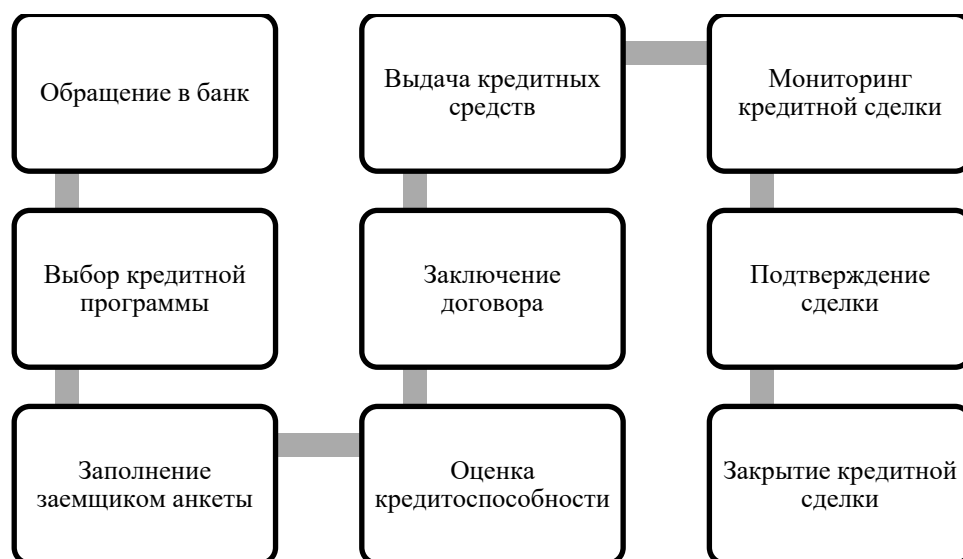 Обращение в банк
Выбор кредитной
программы
Заполнение
заемщиком анкеты
Оценка
кредитоспособности
Заключение
договора
Выдача кредитных
средств
Мониторинг
кредитной сделки
Подтверждение
сделки
Закрытие кредитной
сделки